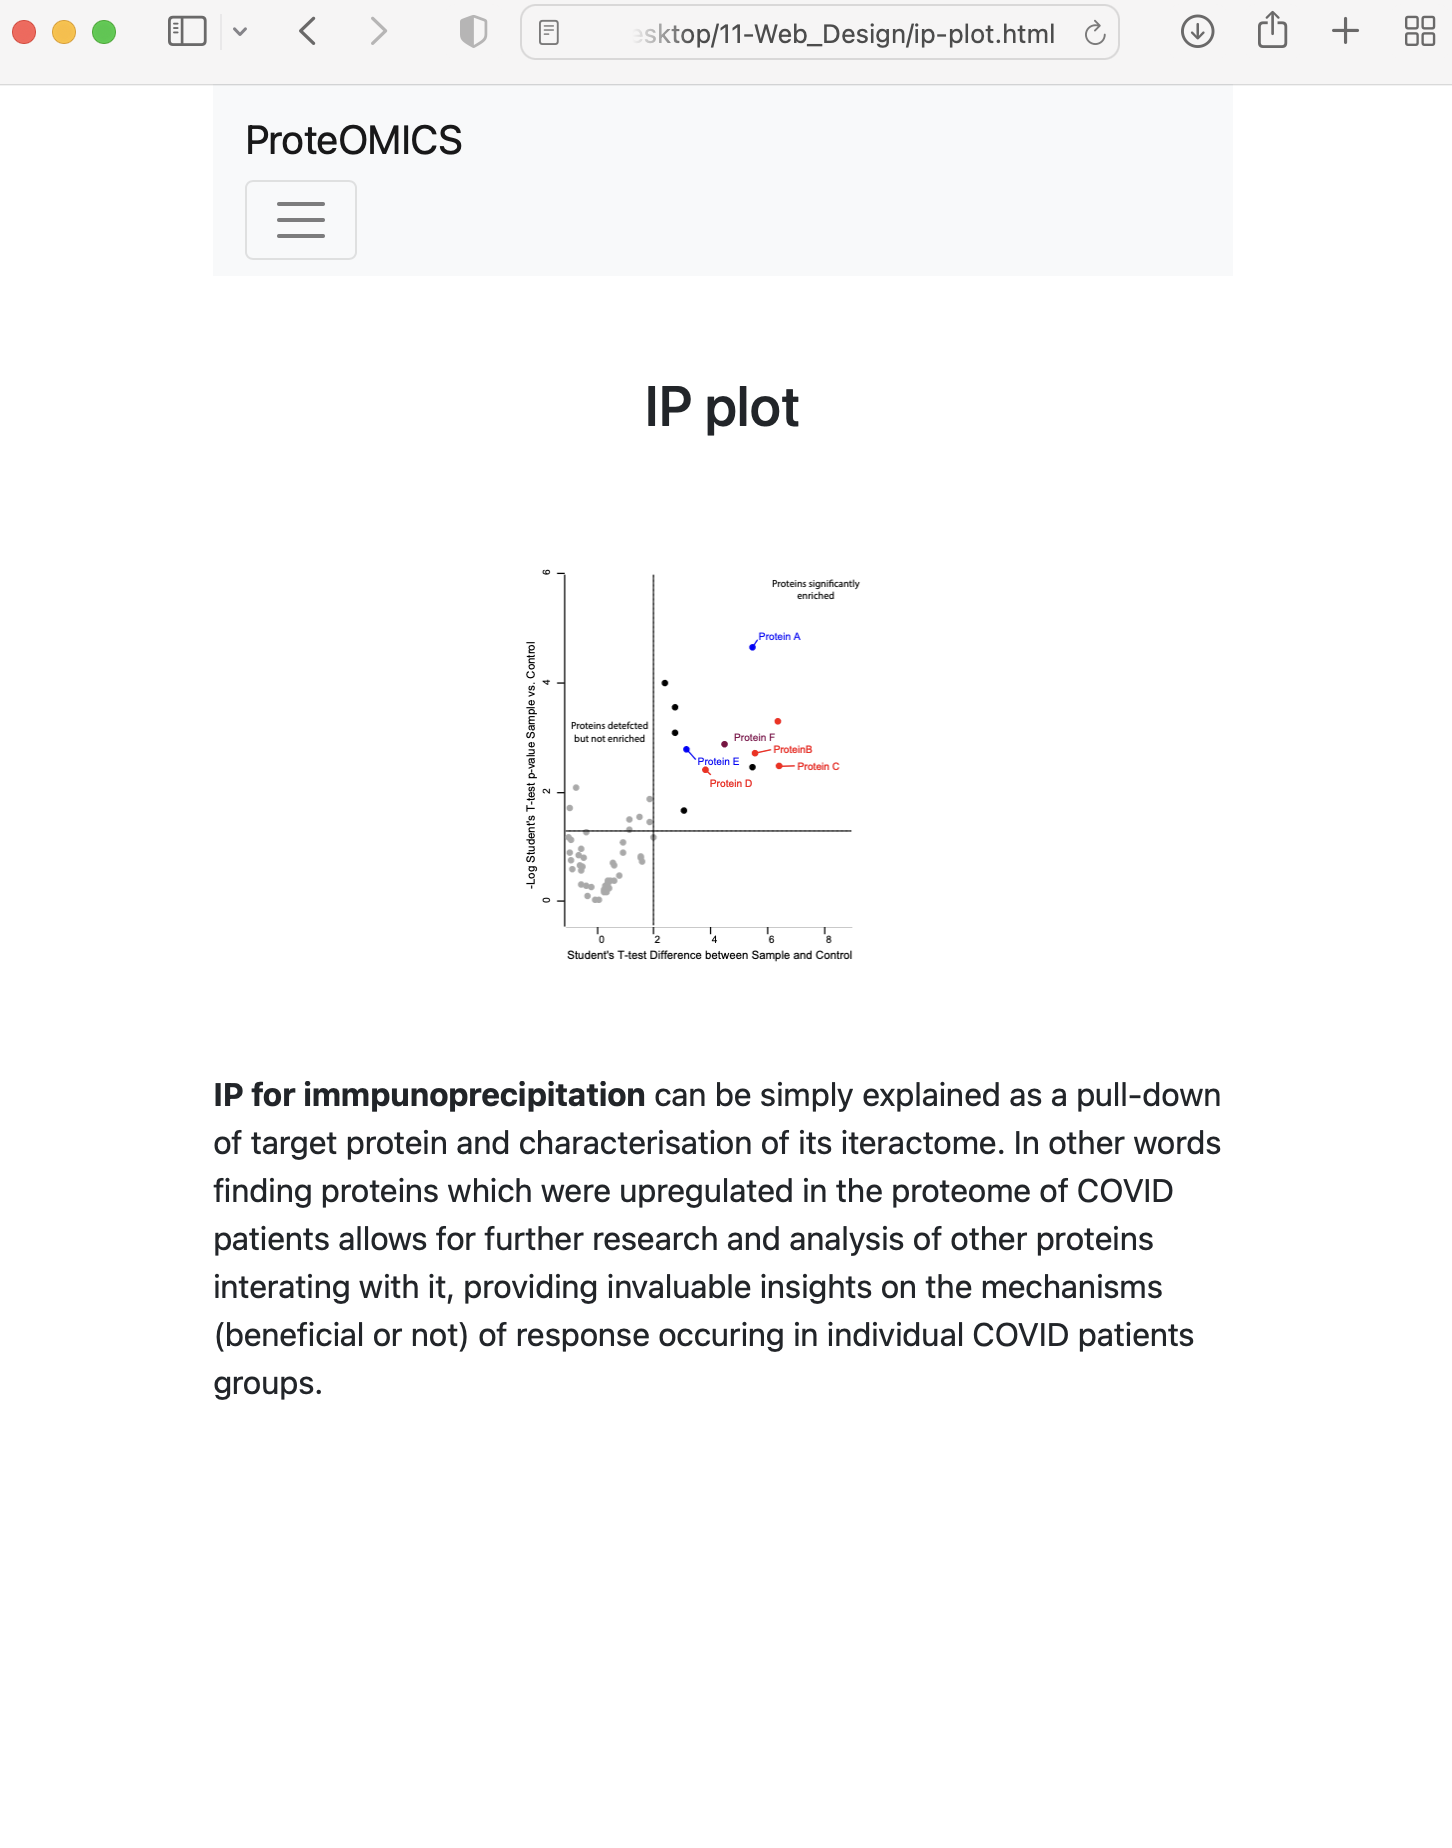 esktop/11-Web_Design/ip-plot.html
ProteOMICS
IP plot
Proteins significantly
enriched
Protein A
Proteins detefcted
but not enriched
Protein F
ProteinB
Protein E
Protein C
Protein D
-Log Student's T-test p-value Sample vs. Control
6
4
2
0
0 2 4 6 8
Student's T-test Difference between Sample and Control
IP for immpunoprecipitation can be simply explained as a pull-down
of target protein and characterisation of its iteractome. In other words
finding proteins which were upregulated in the proteome of COVID
patients allows for further research and analysis of other proteins
interating with it, providing invaluable insights on the mechanisms
(beneficial or not) of response occuring in individual COVID patients
groups.